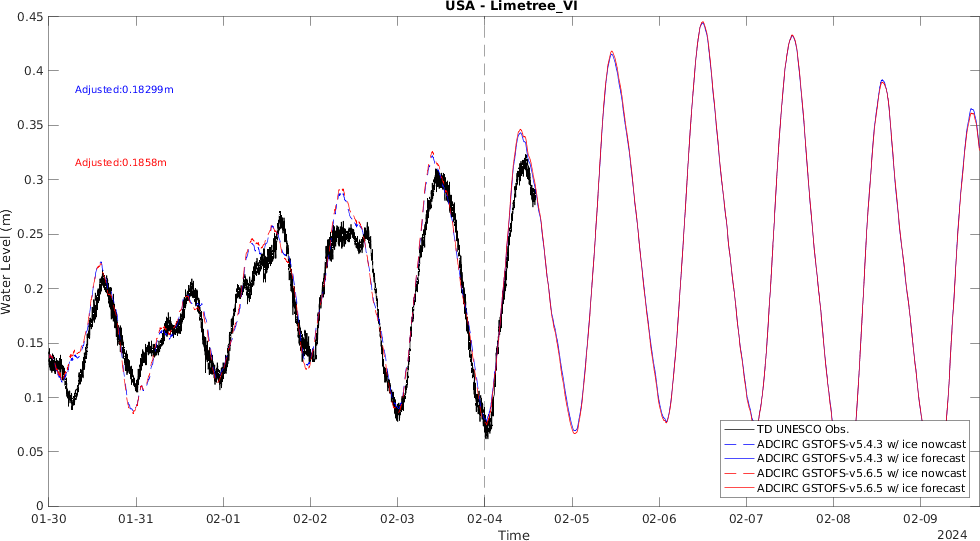 USA - Limetree_VI
0.45
0.4
0.35
0.3
0.25
0.2
0.15
0.1
0.05
0
Water Level (m)
Adjusted:0.18299m
Adjusted:0.1858m
TD UNESCO Obs.
ADCIRC GSTOFS-v5.4.3 w/ ice nowcast
ADCIRC GSTOFS-v5.4.3 w/ ice forecast
ADCIRC GSTOFS-v5.6.5 w/ ice nowcast
ADCIRC GSTOFS-v5.6.5 w/ ice forecast
01-30 01-31 02-01 02-02 02-03 02-04 02-05 02-06 02-07 02-08 02-09
Time
2024